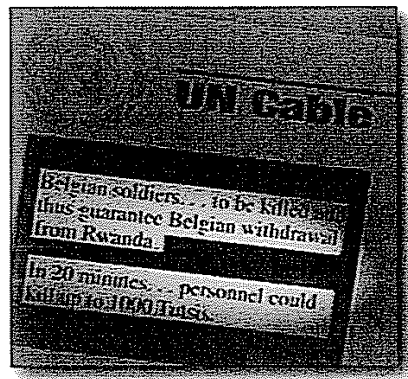 UN Cable
Belgian soldiers. . . to be killed and
thus guarantee Belgian withdrawal
from Rwanda.
In 20 minutes. . . personnel could
kill up to 1000 Tutsis.